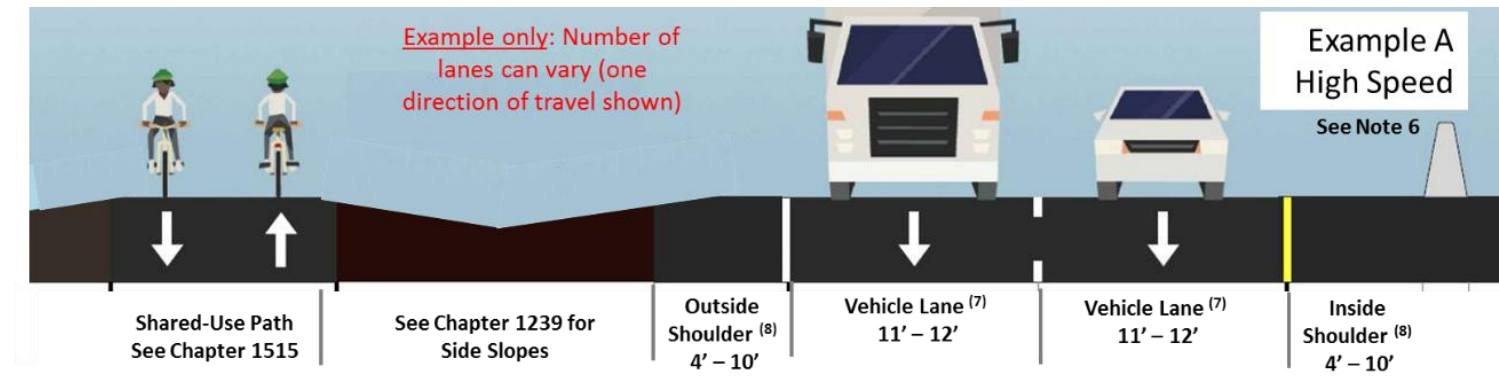 Example only: Number of
lanes can vary (one
direction of travel shown)
Example A
High Speed
See Note 6
Shared-Use Path
See Chapter 1515
See Chapter 1239 for
Side Slopes
Outside
Shoulder (8)
4’ – 10’
Vehicle Lane (7)
11’ – 12’
Vehicle Lane (7)
11’ – 12’
Inside
Shoulder (8)
4’ – 10’